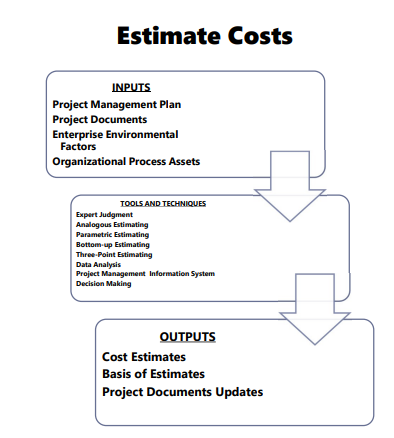 Estimate Costs
INPUTS
Project Management Plan
Project Documents
Enterprise Environmental
Factors
Organizational Process Assets
TOOLS AND TECHNIQUES
Expert Judgment
Analogous Estimating
Parametric Estimating
Bottom-up Estimating
Three-Point Estimating
Data Analysis
Project Management Information System
Decision Making
OUTPUTS
Cost Estimates
Basis of Estimates
Project Documents Updates